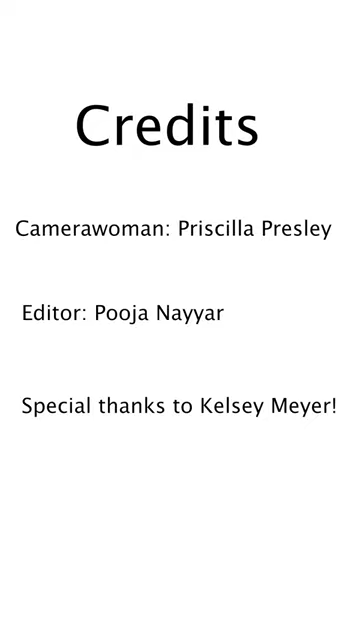 Credits
Camerawoman: Priscilla Presley
Editor: Pooja Nayyar
Special thanks to Kelsey Meyer!